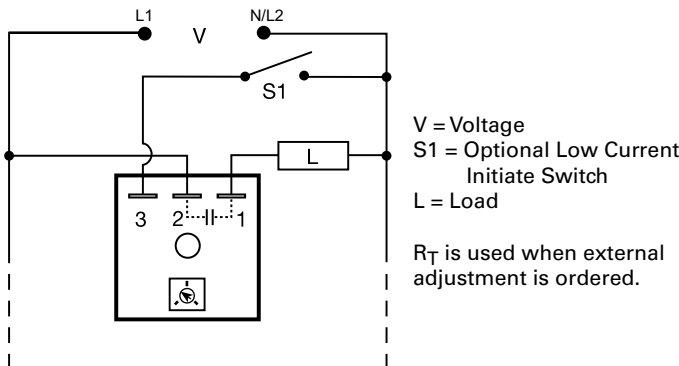 L1 V N/L2
S1
L
3 2 1
V = Voltage
S1 = Optional Low Current
Initiate Switch
L = Load
RT is used when external
adjustment is ordered.